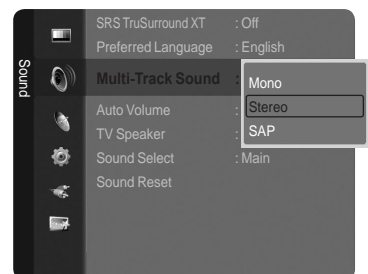 Sound
SRS TruSurround XT : Off
Preferred Language : English
Multi-Track Sound :
Mono
Stereo
SAP
Auto Volume :
TV Speaker :
Sound Select : Main
Sound Reset